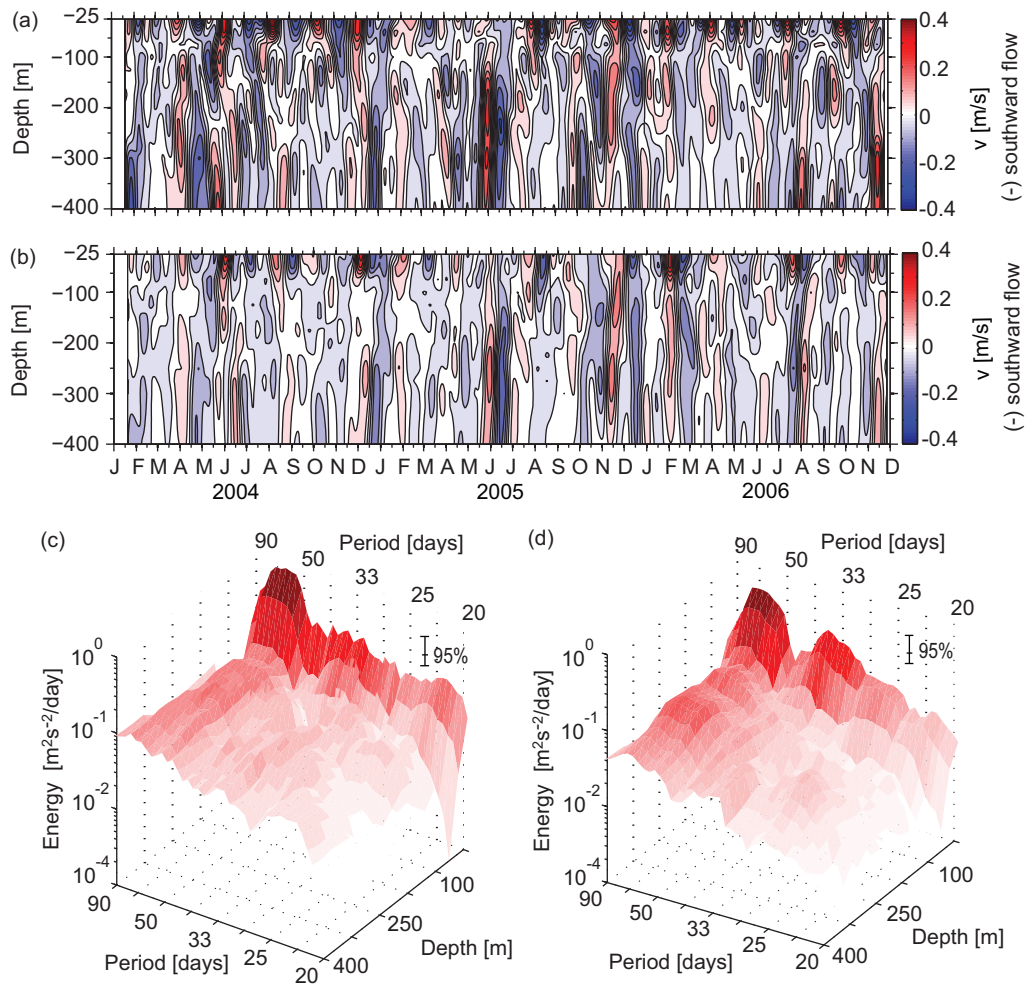 (a)
−25
−100
−200
−300
−400
Depth [m]
0.4
0.2
0
-0.2
-0.4
v [m/s]
(-) southward flow
(b)
−25
−100
−200
−300
−400
Depth [m]
0.4
0.2
0
-0.2
-0.4
v [m/s]
(-) southward flow
J F M A M J J A S O N D J F M A M J J A S O N D J F M A M J J A S O N D
2004 2005 2006
(c)
90 50 33 25 20
Period [days]
95%
10⁰
10⁻¹
10⁻²
10⁻⁴
Energy [m²s⁻²/day]
90 50 33 25 20
Period [days]
100
250
400
Depth [m]
(d)
90 50 33 25 20
Period [days]
95%
10⁰
10⁻¹
10⁻²
10⁻⁴
Energy [m²s⁻²/day]
90 50 33 25 20
Period [days]
100
250
400
Depth [m]